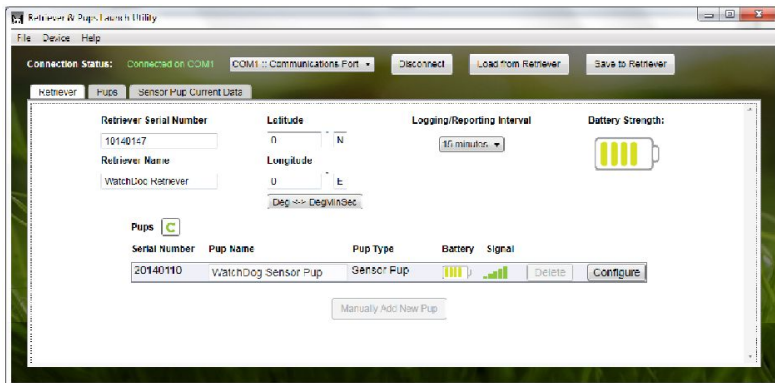 Retriever & Pups Launch Utility
File Device Help
Connection Status: Connected on COM1 COM1 :: Communications Port Disconnect Load from Retriever Save to Retriever
Retriever Pups Sensor Pup Current Data
Retriever Serial Number Latitude Logging/Reporting Interval Battery Strength:
10140147 0 ° N 15 minutes
Retriever Name Longitude
WatchDog Retriever 0 ° E
Deg <-> DegMinSec
Pups
Serial Number Pup Name Pup Type Battery Signal
20140110 WatchDog Sensor Pup Sensor Pup Delete Configure
Manually Add New Pup